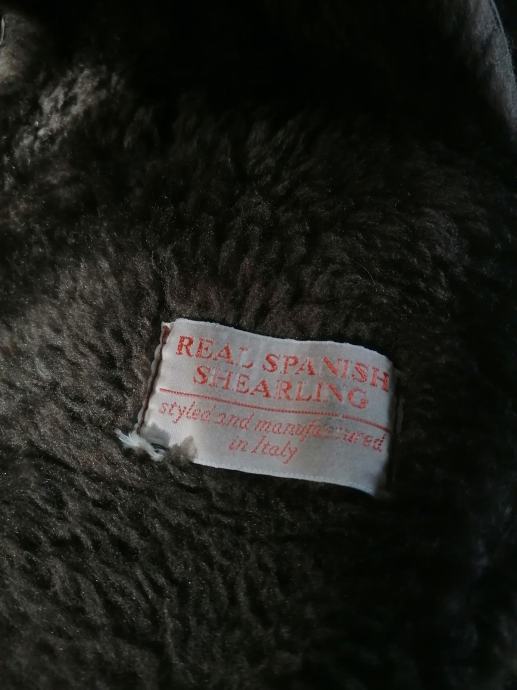 REAL SPANISH
SHEARLING
styled and manufactured
in Italy